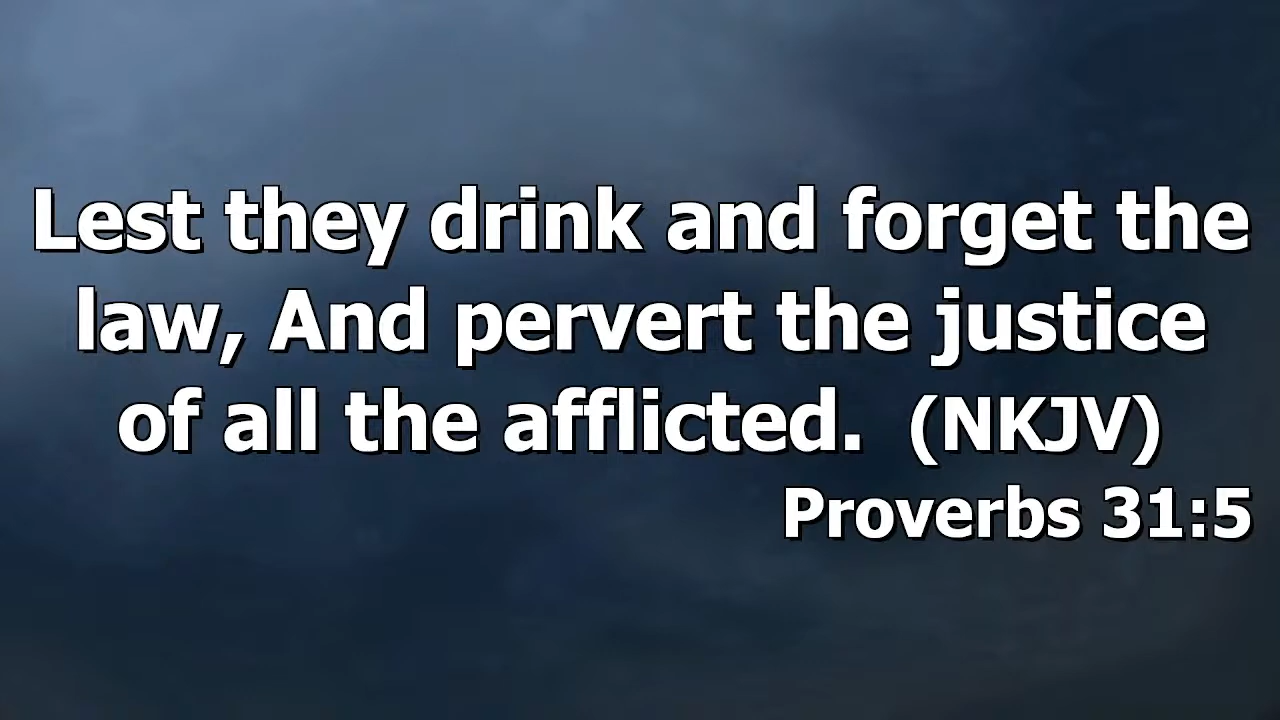 Lest they drink and forget the
law, And pervert the justice
of all the afflicted.  (NKJV)
Proverbs 31:5